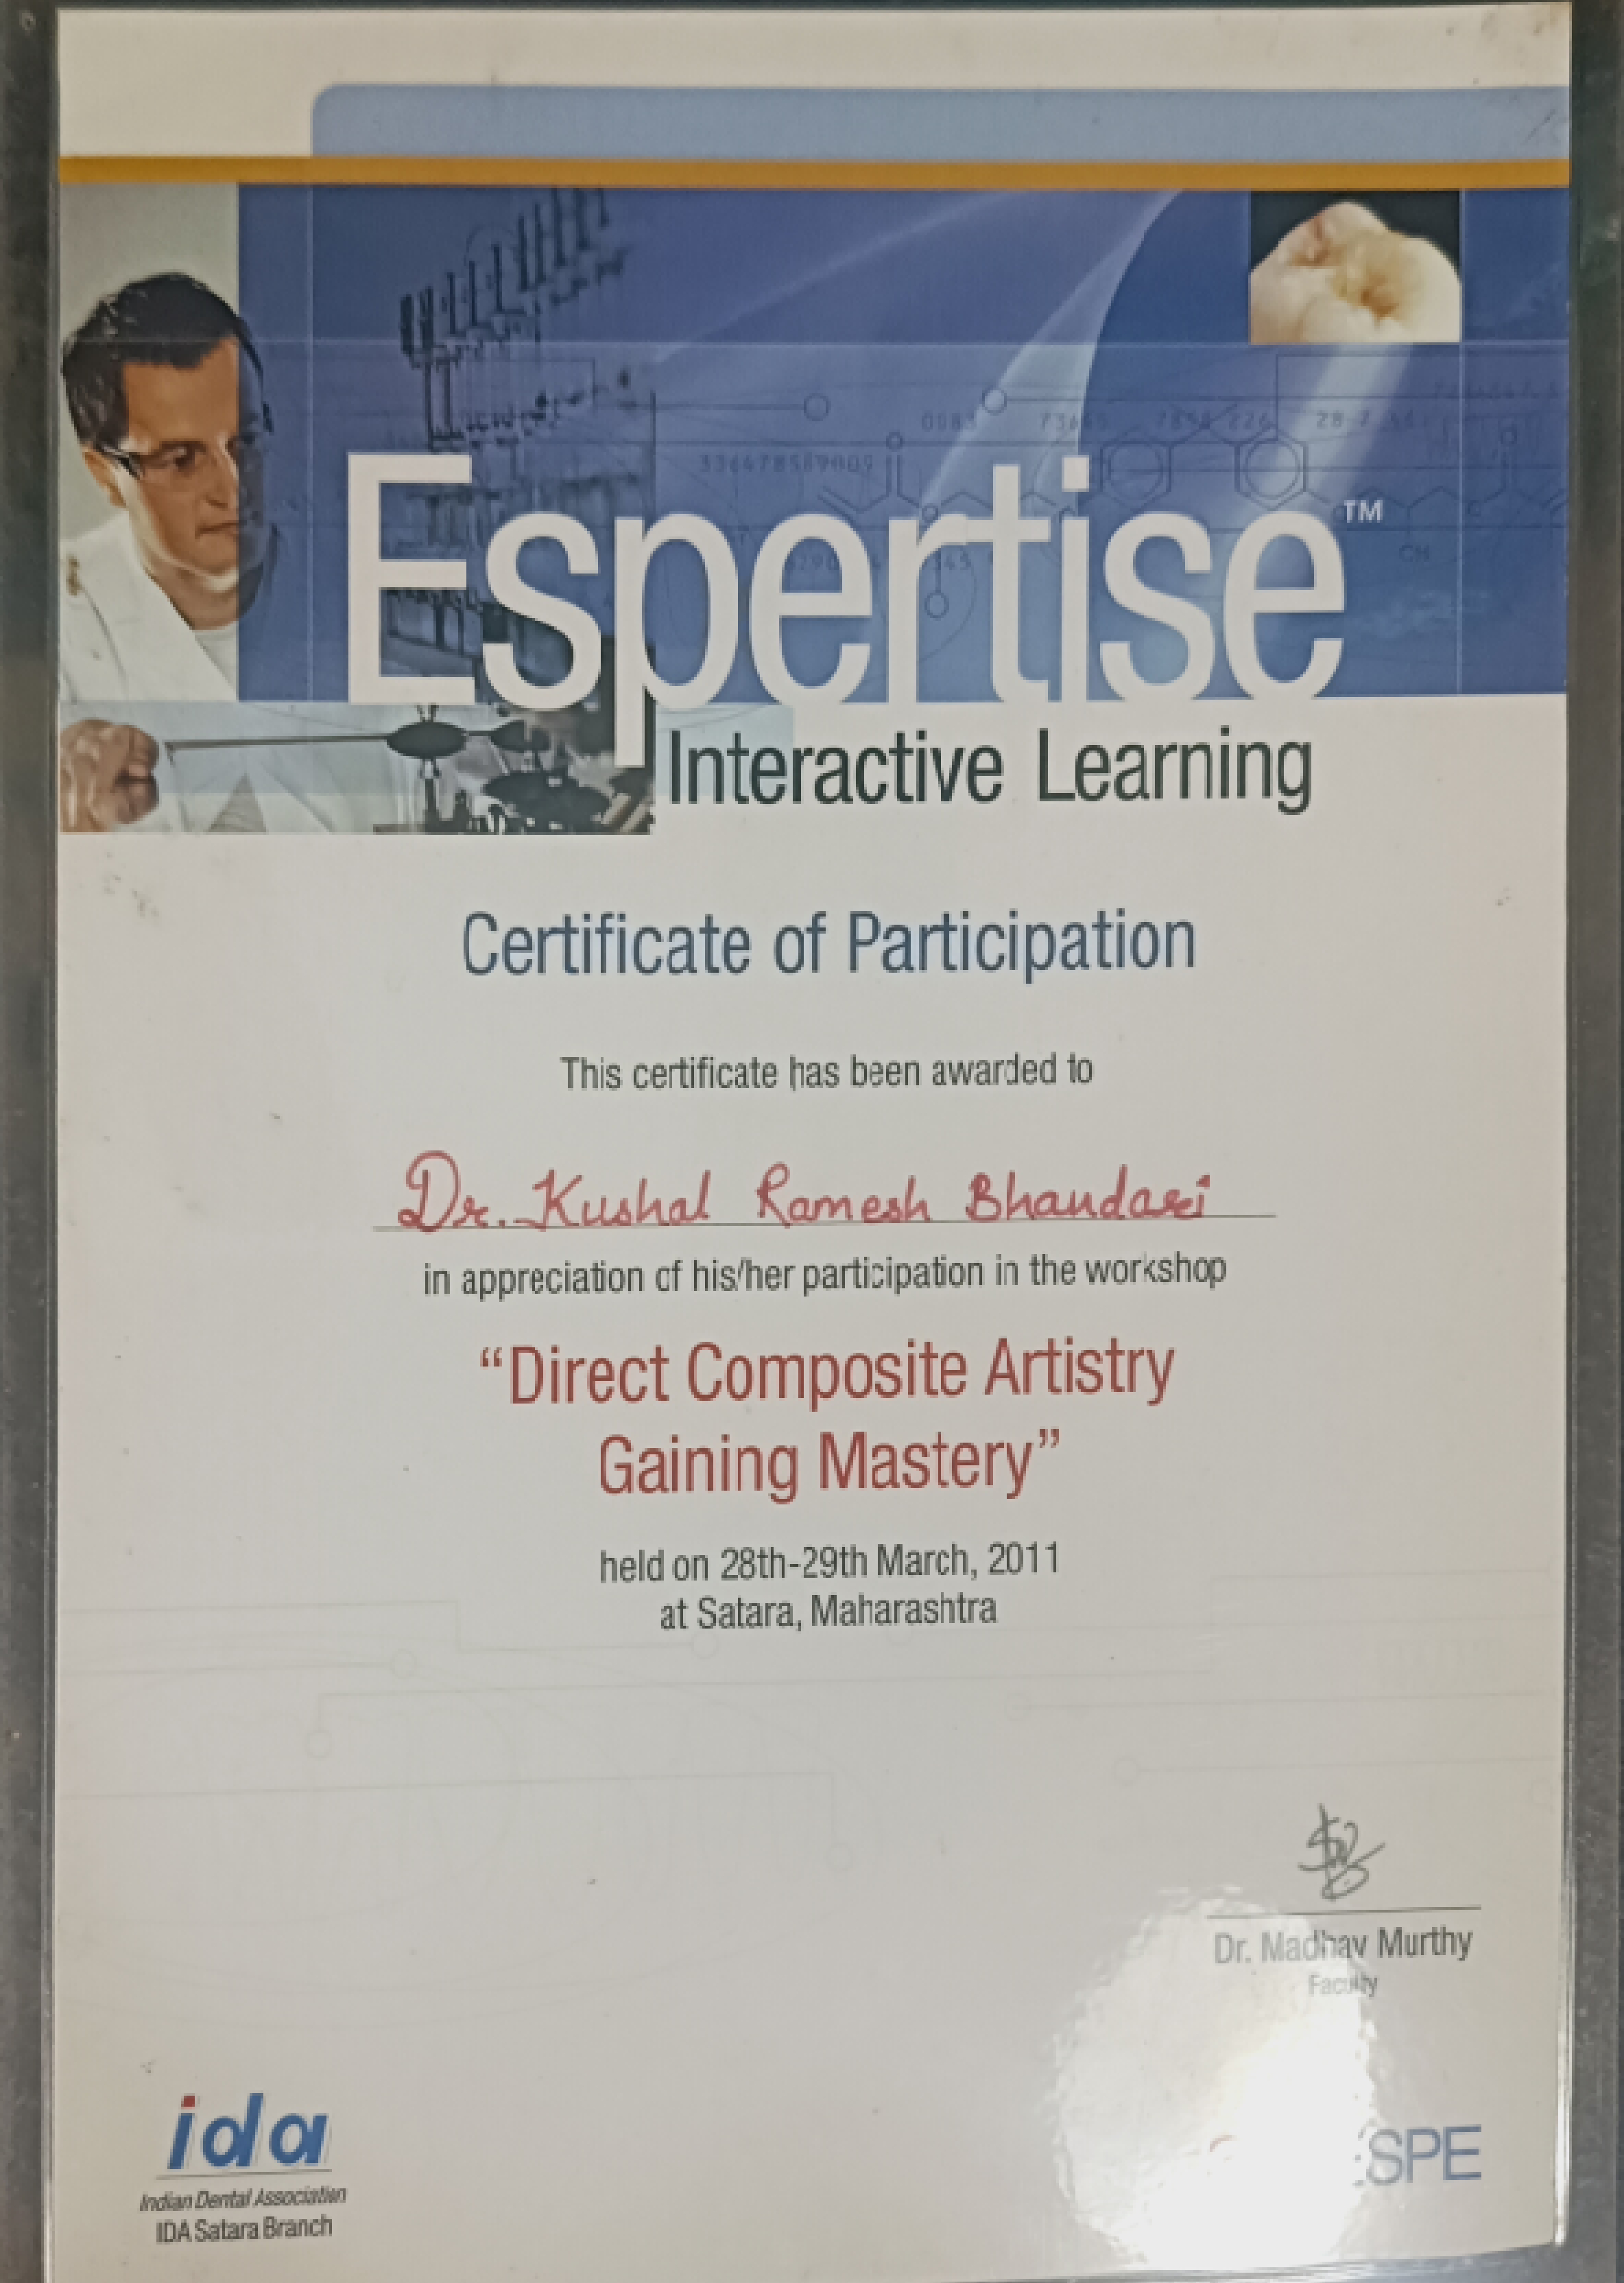 Espertise™
Interactive Learning
Certificate of Participation
This certificate has been awarded to
Dr. Kushal Ramesh Bhandari
in appreciation of his/her participation in the workshop
“Direct Composite Artistry
Gaining Mastery”
held on 28th-29th March, 2011
at Satara, Maharashtra
Dr. Madhav Murthy
Faculty
ida
Indian Dental Association
IDA Satara Branch